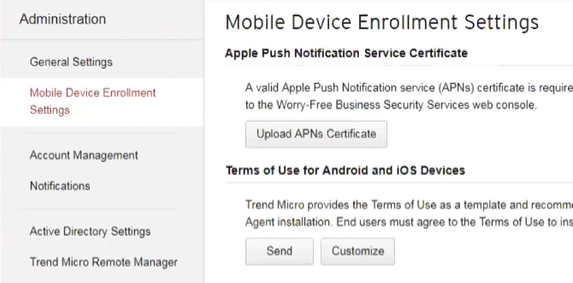 Administration
General Settings
Mobile Device Enrollment
Settings
Account Management
Notifications
Active Directory Settings
Trend Micro Remote Manager
Mobile Device Enrollment Settings
Apple Push Notification Service Certificate
A valid Apple Push Notification service (APNs) certificate is require
to the Worry-Free Business Security Services web console.
Upload APNs Certificate
Terms of Use for Android and iOS Devices
Trend Micro provides the Terms of Use as a template and recomme
Agent installation. End users must agree to the Terms of Use to ins
Send
Customize